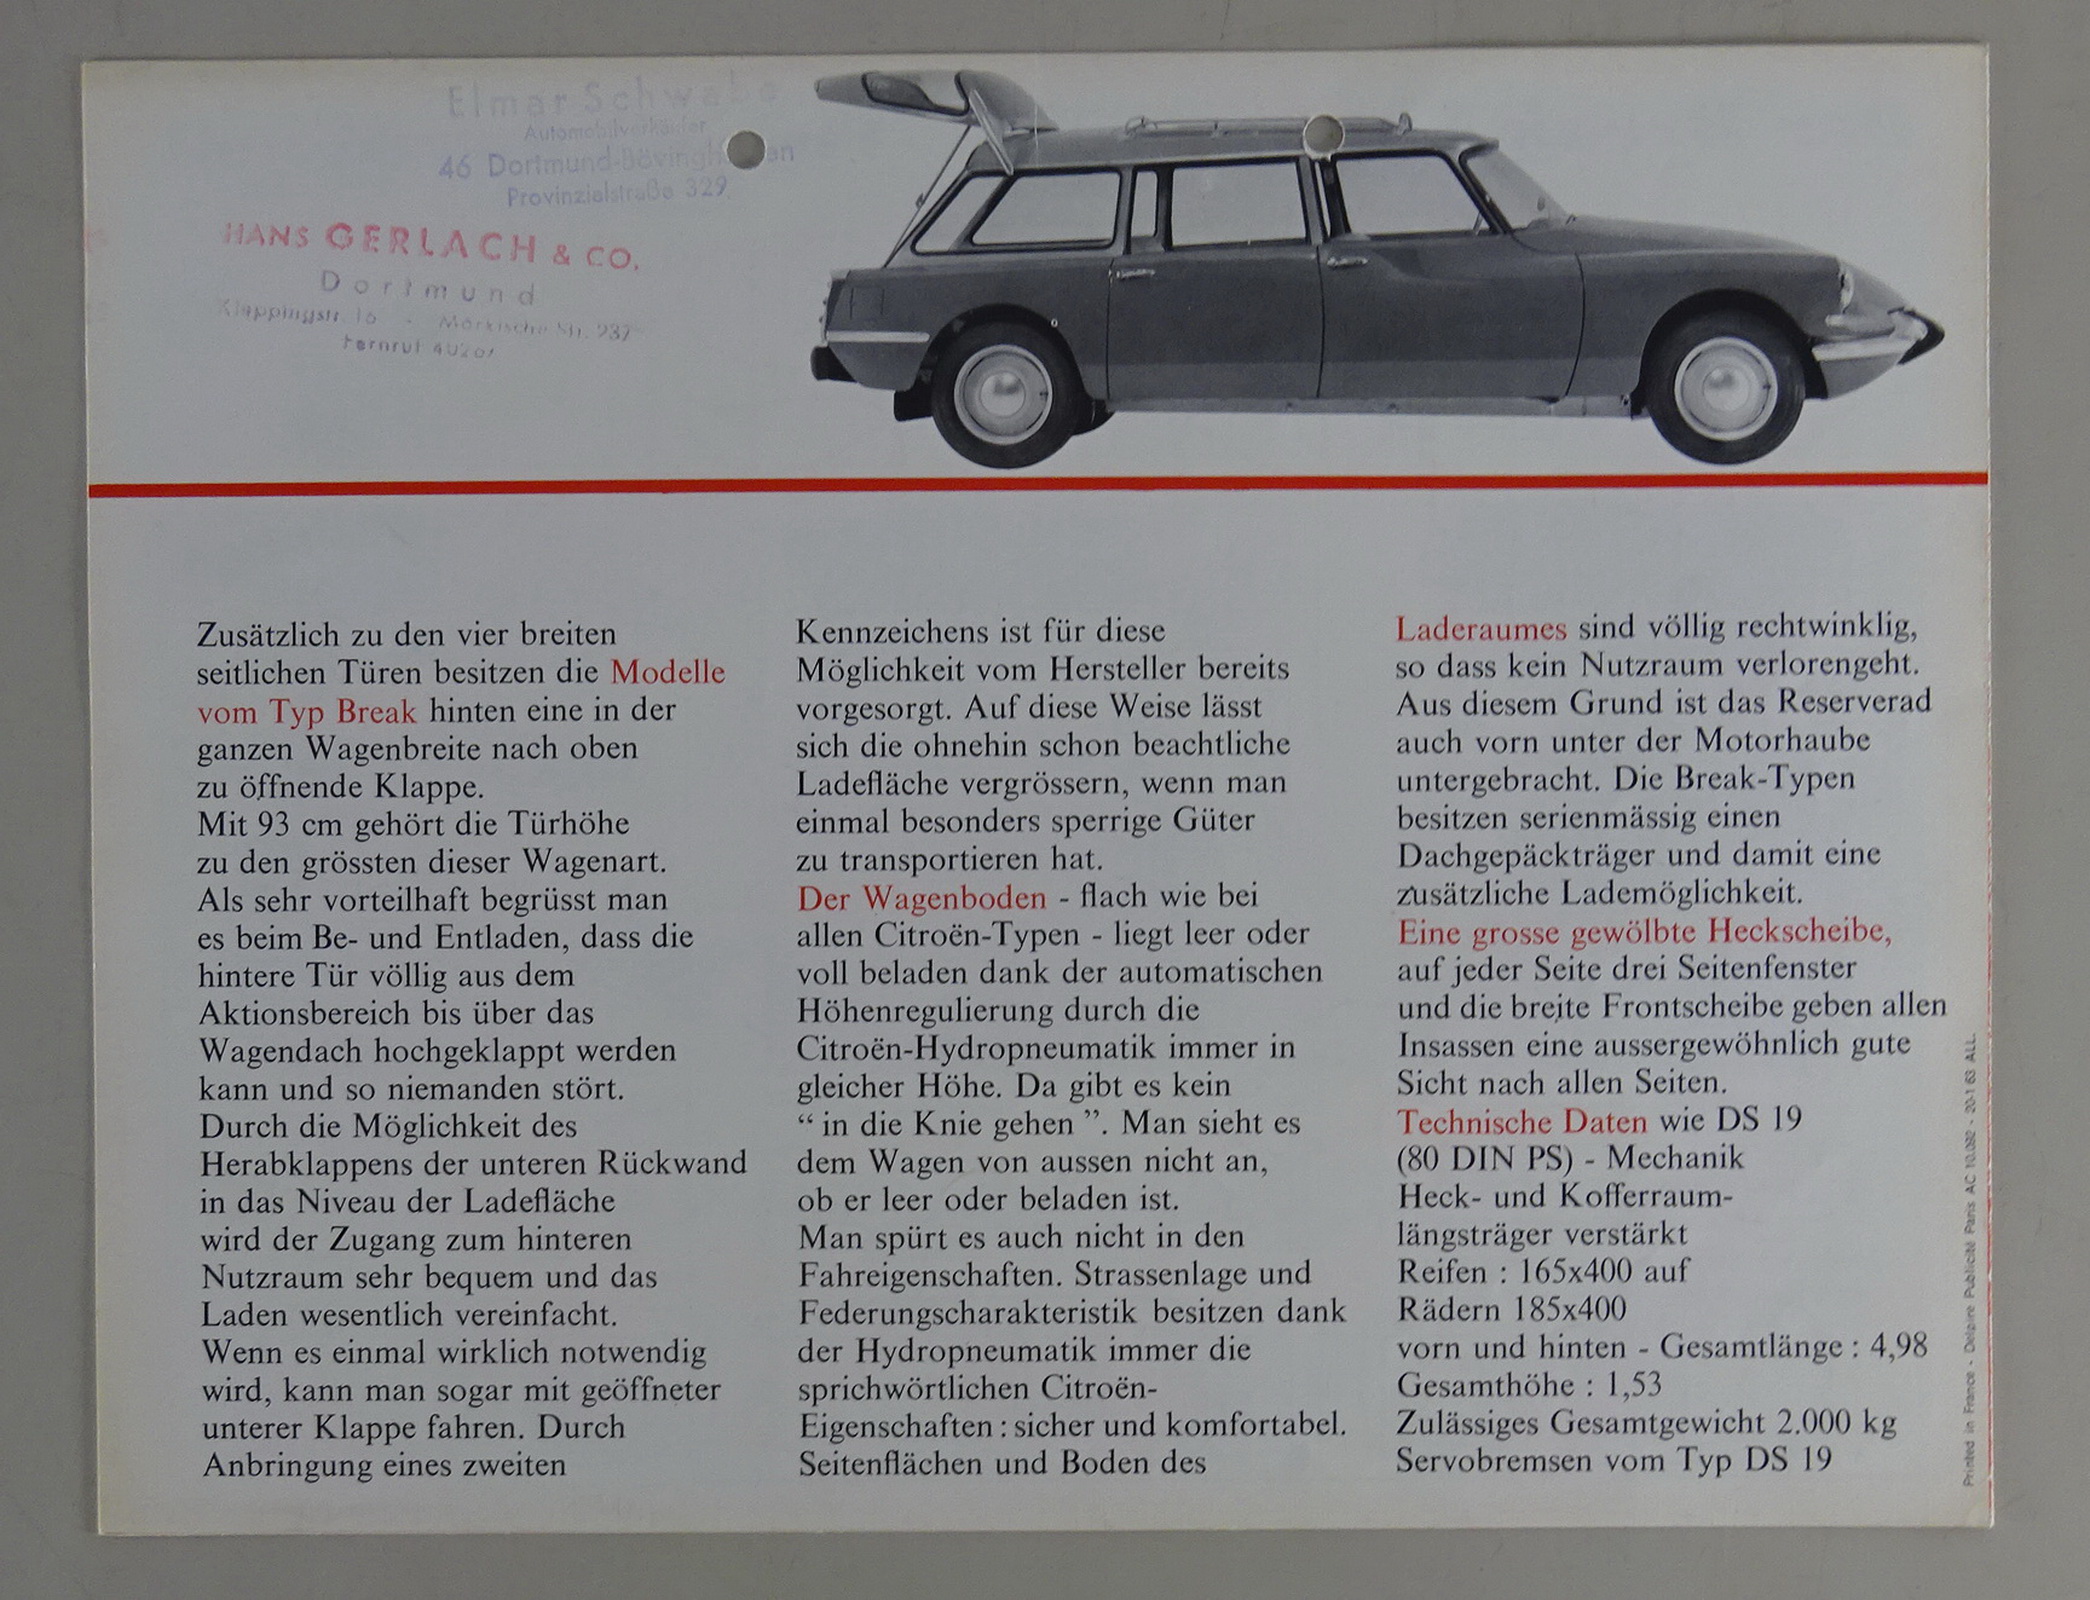 Elmar Schwabe
Automobilverkäufer
46 Dortmund-Bövinghausen
Provinzialstraße 329
HANS GERLACH & CO.
Dortmund
Märkische Str. 237
Fernruf
Zusätzlich zu den vier breiten
seitlichen Türen besitzen die Modelle
vom Typ Break hinten eine in der
ganzen Wagenbreite nach oben
zu öffnende Klappe.
Mit 93 cm gehört die Türhöhe
zu den grössten dieser Wagenart.
Als sehr vorteilhaft begrüsst man
es beim Be- und Entladen, dass die
hintere Tür völlig aus dem
Aktionsbereich bis über das
Wagendach hochgeklappt werden
kann und so niemanden stört.
Durch die Möglichkeit des
Herabklappens der unteren Rückwand
in das Niveau der Ladefläche
wird der Zugang zum hinteren
Nutzraum sehr bequem und das
Laden wesentlich vereinfacht.
Wenn es einmal wirklich notwendig
wird, kann man sogar mit geöffneter
unterer Klappe fahren. Durch
Anbringung eines zweiten
Kennzeichens ist für diese
Möglichkeit vom Hersteller bereits
vorgesorgt. Auf diese Weise lässt
sich die ohnehin schon beachtliche
Ladefläche vergrössern, wenn man
einmal besonders sperrige Güter
zu transportieren hat.
Der Wagenboden - flach wie bei
allen Citroën-Typen - liegt leer oder
voll beladen dank der automatischen
Höhenregulierung durch die
Citroën-Hydropneumatik immer in
gleicher Höhe. Da gibt es kein
“ in die Knie gehen ”. Man sieht es
dem Wagen von aussen nicht an,
ob er leer oder beladen ist.
Man spürt es auch nicht in den
Fahreigenschaften. Strassenlage und
Federungscharakteristik besitzen dank
der Hydropneumatik immer die
sprichwörtlichen Citroën-
Eigenschaften : sicher und komfortabel.
Seitenflächen und Boden des
Laderaumes sind völlig rechtwinklig,
so dass kein Nutzraum verlorengeht.
Aus diesem Grund ist das Reserverad
auch vorn unter der Motorhaube
untergebracht. Die Break-Typen
besitzen serienmässig einen
Dachgepäckträger und damit eine
zusätzliche Lademöglichkeit.
Eine grosse gewölbte Heckscheibe,
auf jeder Seite drei Seitenfenster
und die breite Frontscheibe geben allen
Insassen eine aussergewöhnlich gute
Sicht nach allen Seiten.
Technische Daten wie DS 19
(80 DIN PS) - Mechanik
Heck- und Kofferraum-
längsträger verstärkt
Reifen : 165x400 auf
Rädern 185x400
vorn und hinten - Gesamtlänge : 4,98
Gesamthöhe : 1,53
Zulässiges Gesamtgewicht 2.000 kg
Servobremsen vom Typ DS 19
Printed in France - Delpire Publicité Paris AC 10.092 - 20-1 63 ALL.